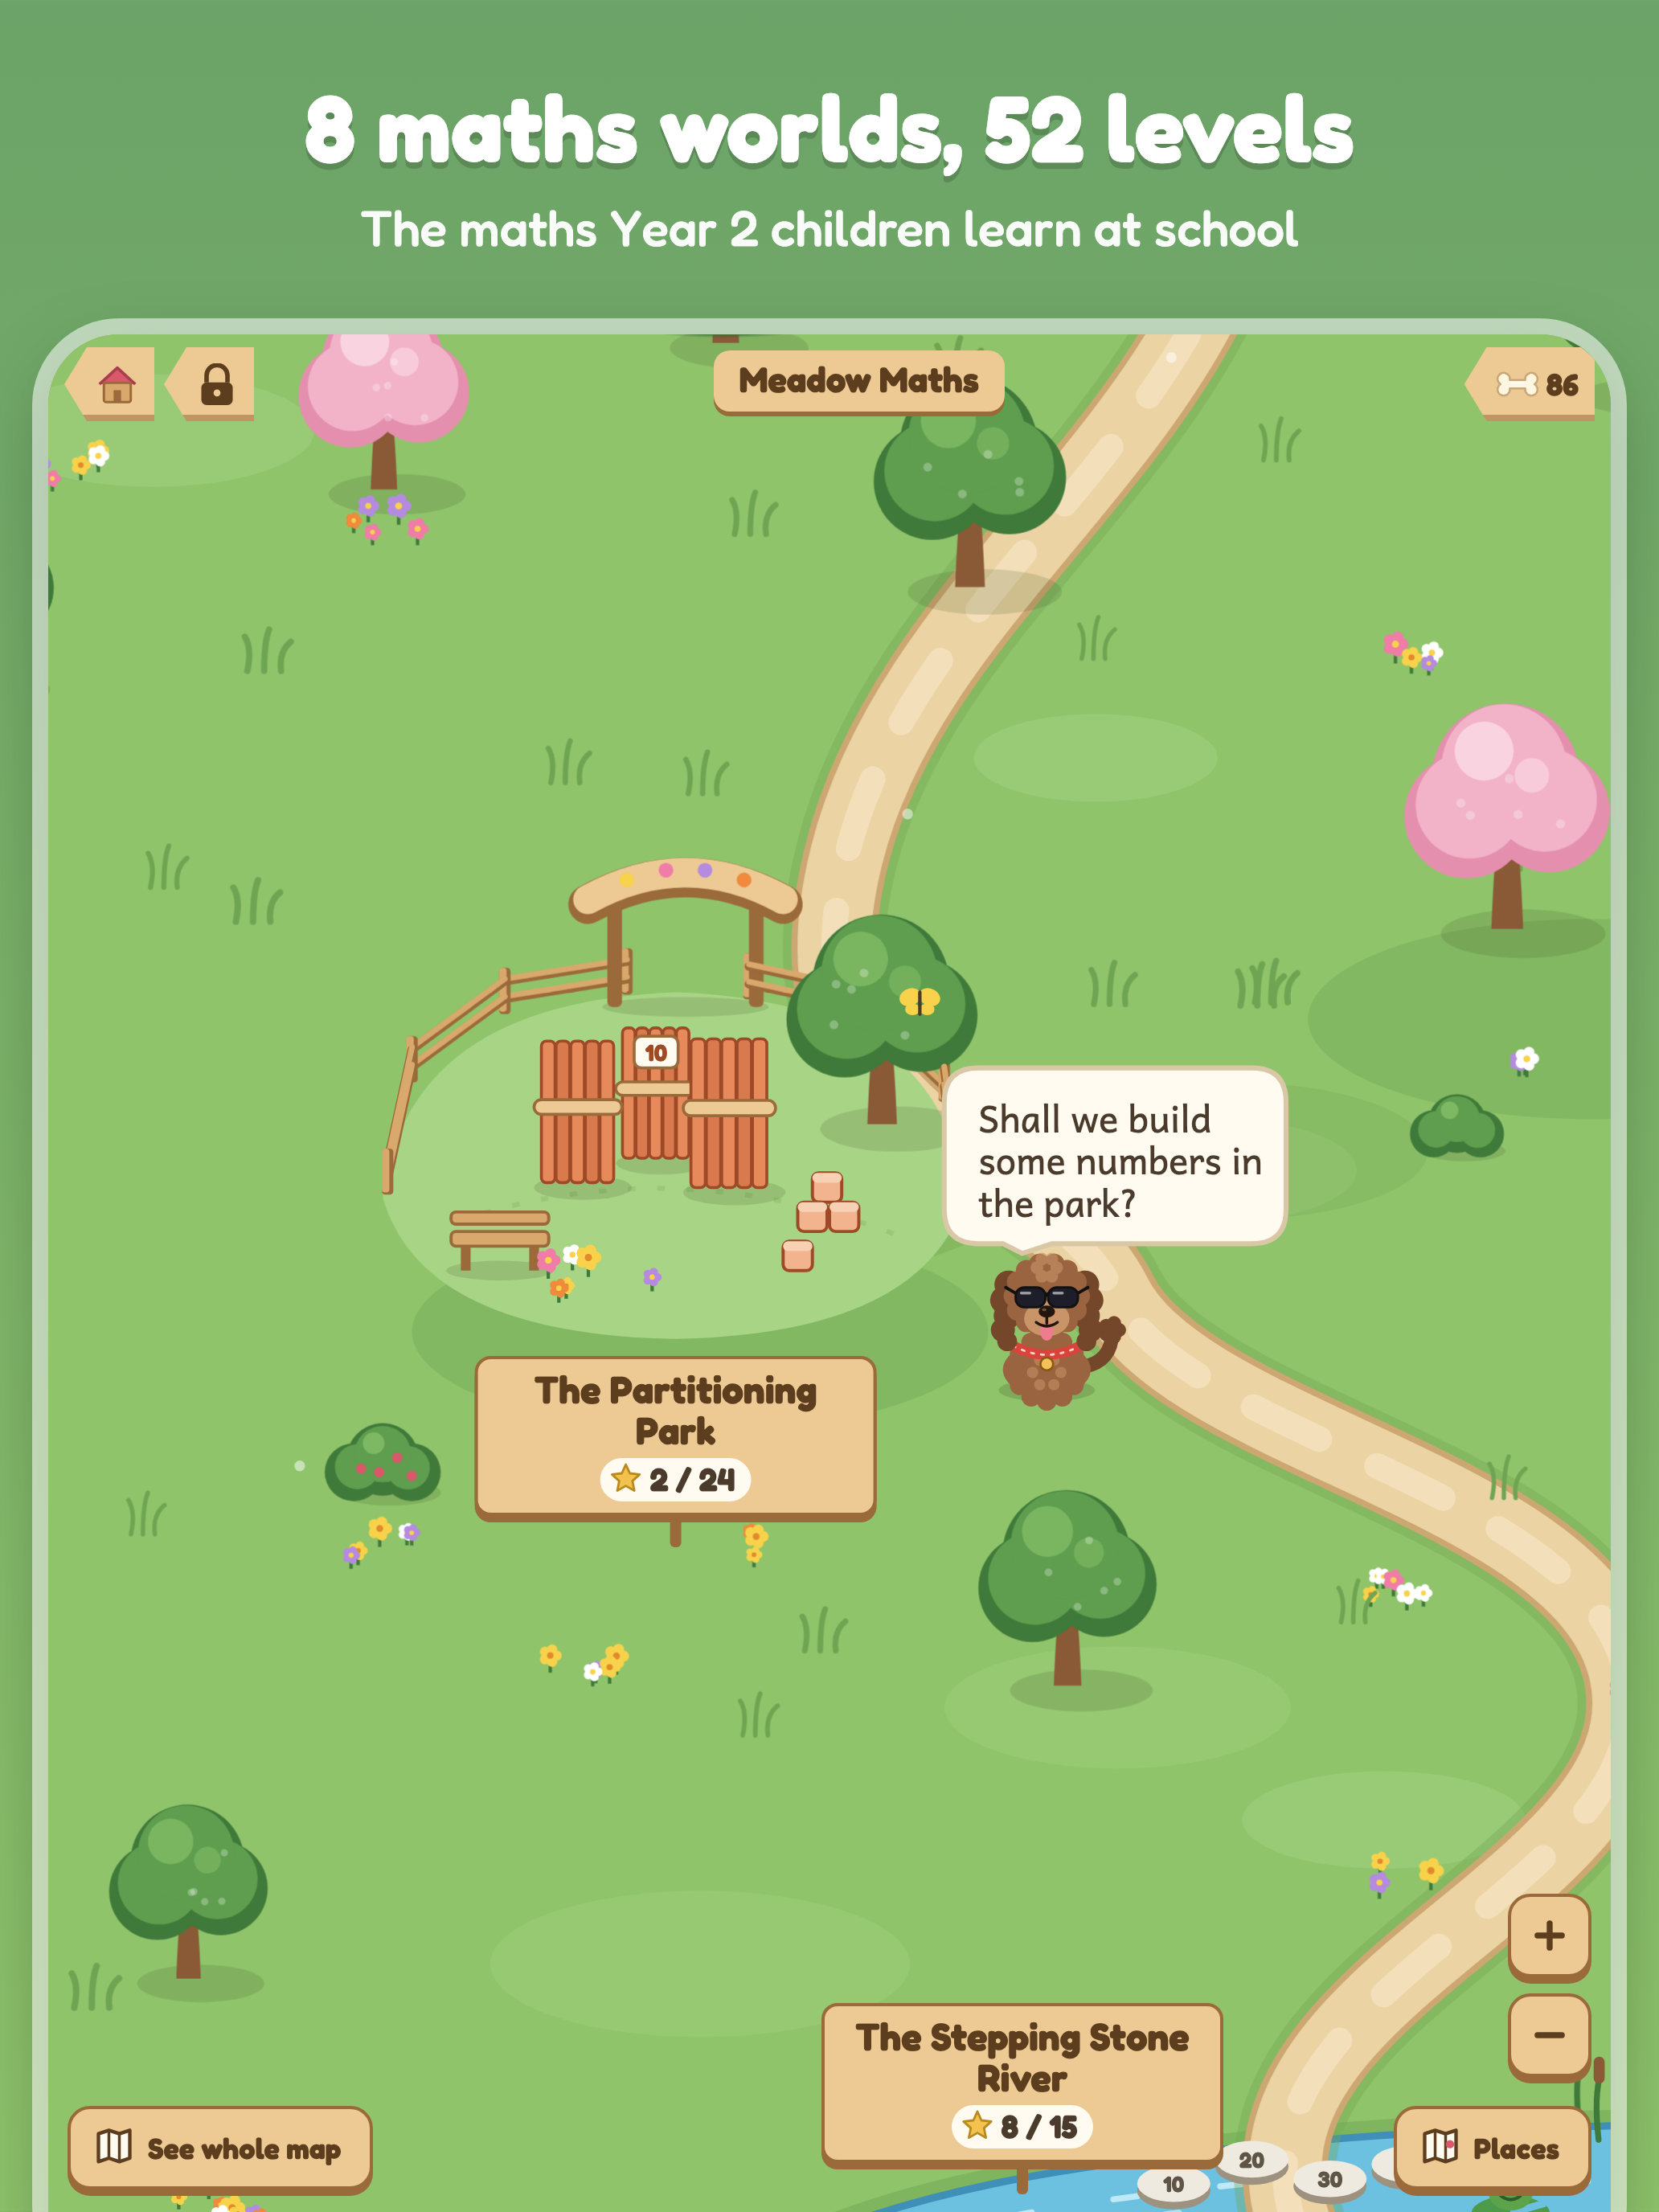 8 maths worlds, 52 levels
The maths Year 2 children learn at school
Meadow Maths
86
10
Shall we build
some numbers in
the park?
The Partitioning
Park
2 / 24
+
−
The Stepping Stone
River
8 / 15
See whole map
Places
10
20
30